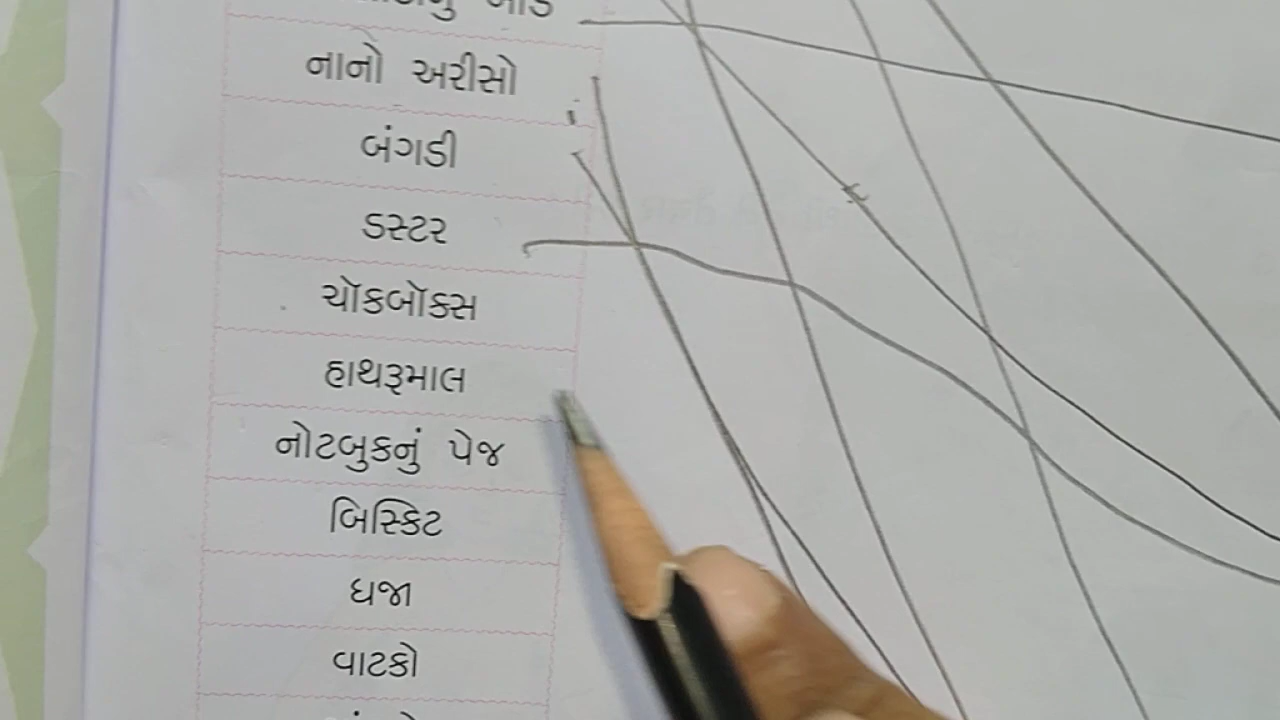 નાનો અરીસો
બંગડી
ડસ્ટર
ચૉકબૉક્સ
હાથરૂમાલ
નોટબુકનું પેજ
બિસ્કિટ
ધજા
વાટકો